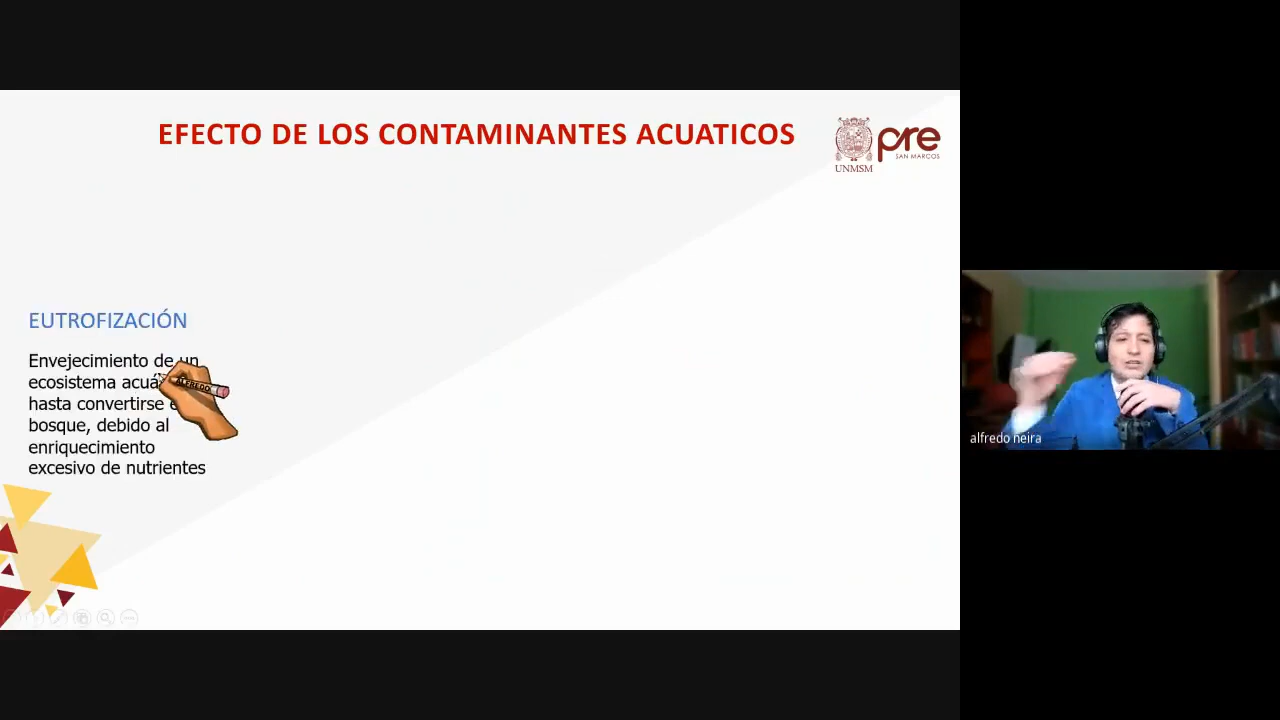 EFECTO DE LOS CONTAMINANTES ACUATICOS
pre
SAN MARCOS
UNMSM
EUTROFIZACIÓN
Envejecimiento de un
ecosistema
hasta convertirse
bosque, debido al
enriquecimiento
excesivo de nutrientes
ALFREDO
alfredo neira